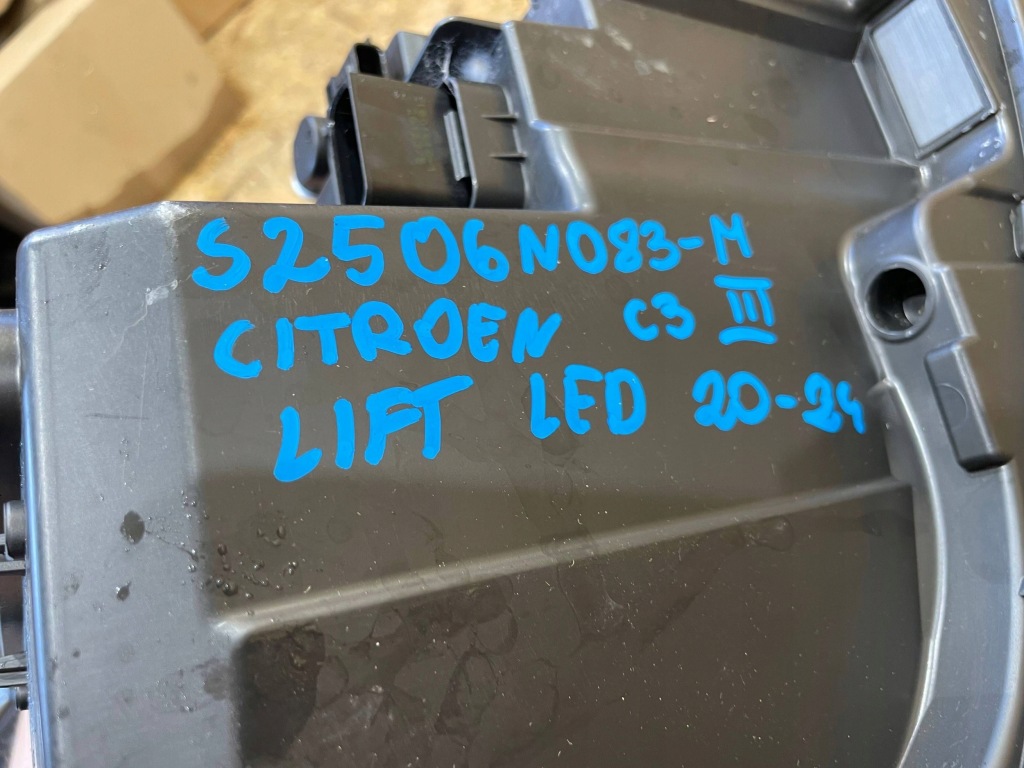 S2506N083-M
CITROEN C3 III
LIFT LED 20-24